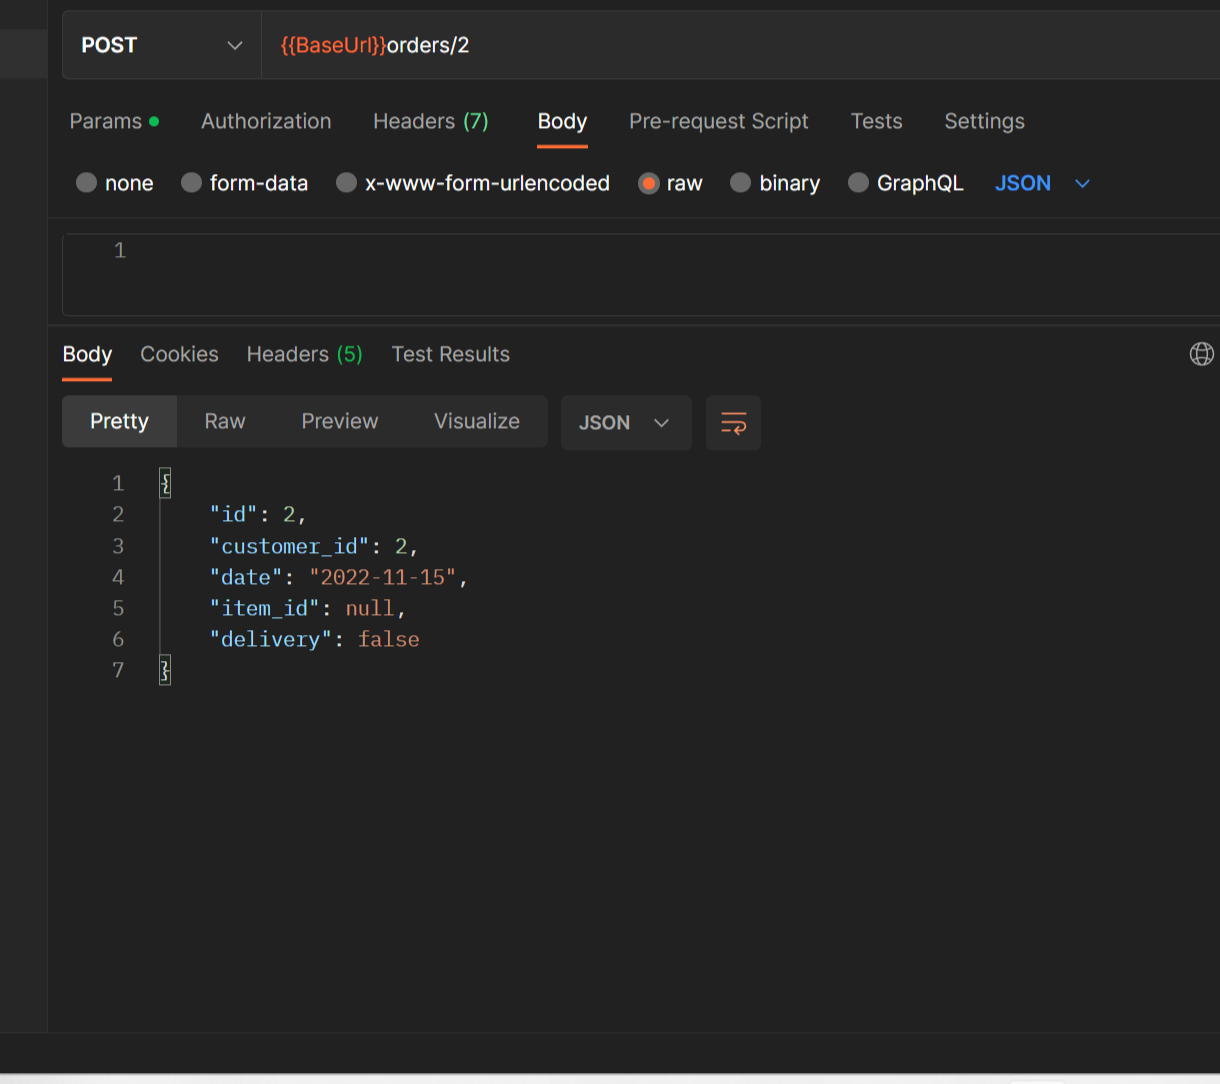 POST {{BaseUrl}}orders/2
Params Authorization Headers (7) Body Pre-request Script Tests Settings
none form-data x-www-form-urlencoded raw binary GraphQL JSON
1
Body Cookies Headers (5) Test Results
Pretty Raw Preview Visualize JSON
1 {
2 "id": 2,
3 "customer_id": 2,
4 "date": "2022-11-15",
5 "item_id": null,
6 "delivery": false
7 }